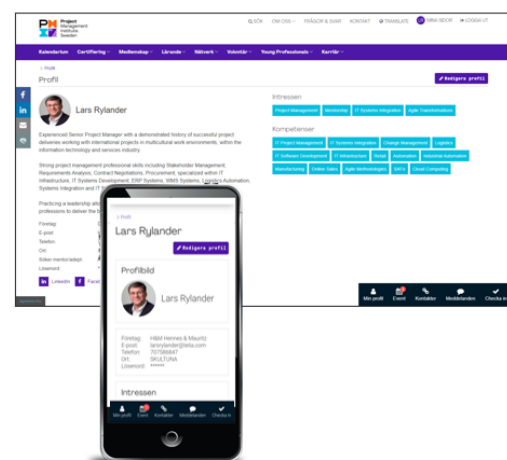 Project
Management
Institute.
Sweden
SÖK OM OSS FRÅGOR & SVAR KONTAKT TRANSLATE MINA SIDOR LOGGA UT
Kalendarium Certifiering Medlemskap Lärande Nätverk Volontär Young Professionals Karriär
Profil
Profil
Redigera profil
Lars Rylander
Experienced Senior Project Manager with a demonstrated history of successful project
deliveries working with international projects in multicultural work environments, within the
information technology and services industry.
Strong project management professional skills including Stakeholder Management,
Requirements Analysis, Contract Negotiations, Procurement, specialized within IT
Infrastructure, IT Systems Development, ERP Systems, WMS Systems, Logistics Automation,
Systems Integration and IT S
Practicing a leadership
professions to deliver the b
Företag:
E-post:
Telefon:
Ort:
Söker mentor/adept:
Lösenord:
LinkedIn Face
Intressen
Project Management Mentorship IT Systems Integration Agile Transformations
Kompetenser
IT Project Management IT Systems Integration Change Management Logistics
IT Software Development IT Infrastructure Retail Automation Industrial Automation
Manufacturing Online Sales Agile Methodologies SAFe Cloud Computing
Min profil Event Kontakter Meddelanden Checka in
Profil
Lars Rylander
Redigera profil
Profilbild
Lars Rylander
Företag: H&M Hennes & Mauritz
E-post: larsrylander@telia.com
Telefon: 707586847
Ort: SKULTUNA
Lösenord: ******
Intressen
Min profil Event Kontakter Meddelanden Checka in